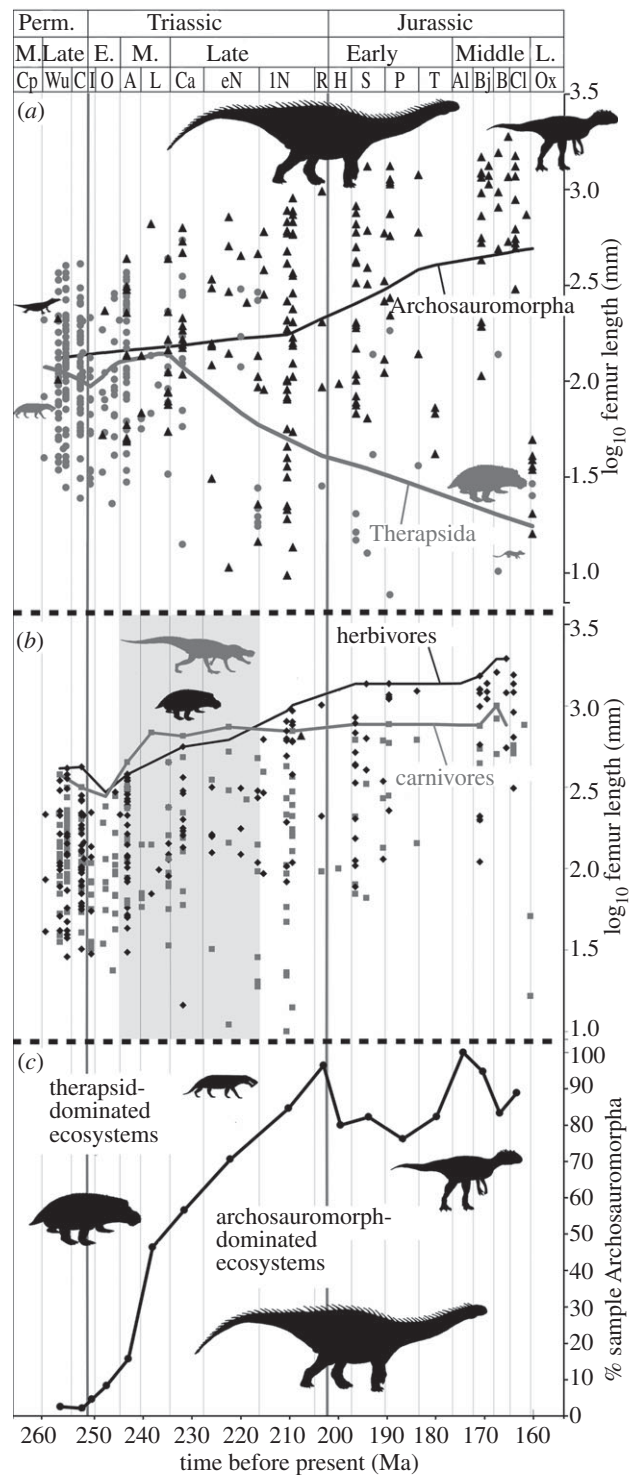 Perm. Triassic Jurassic
M. Late E. M. Late Early Middle L.
Cp Wu C I O A L Ca eN lN R H S P T Al Bj B Cl Ox
(a)
3.5
3.0
2.5
2.0
1.5
1.0
log10 femur length (mm)
Archosauromorpha
Therapsida
(b)
3.5
3.0
2.5
2.0
1.5
1.0
log10 femur length (mm)
herbivores
carnivores
(c)
therapsid-
dominated
ecosystems
archosauromorph-
dominated
ecosystems
100
90
80
70
60
50
40
30
20
10
0
% sample Archosauromorpha
260 250 240 230 220 210 200 190 180 170 160
time before present (Ma)